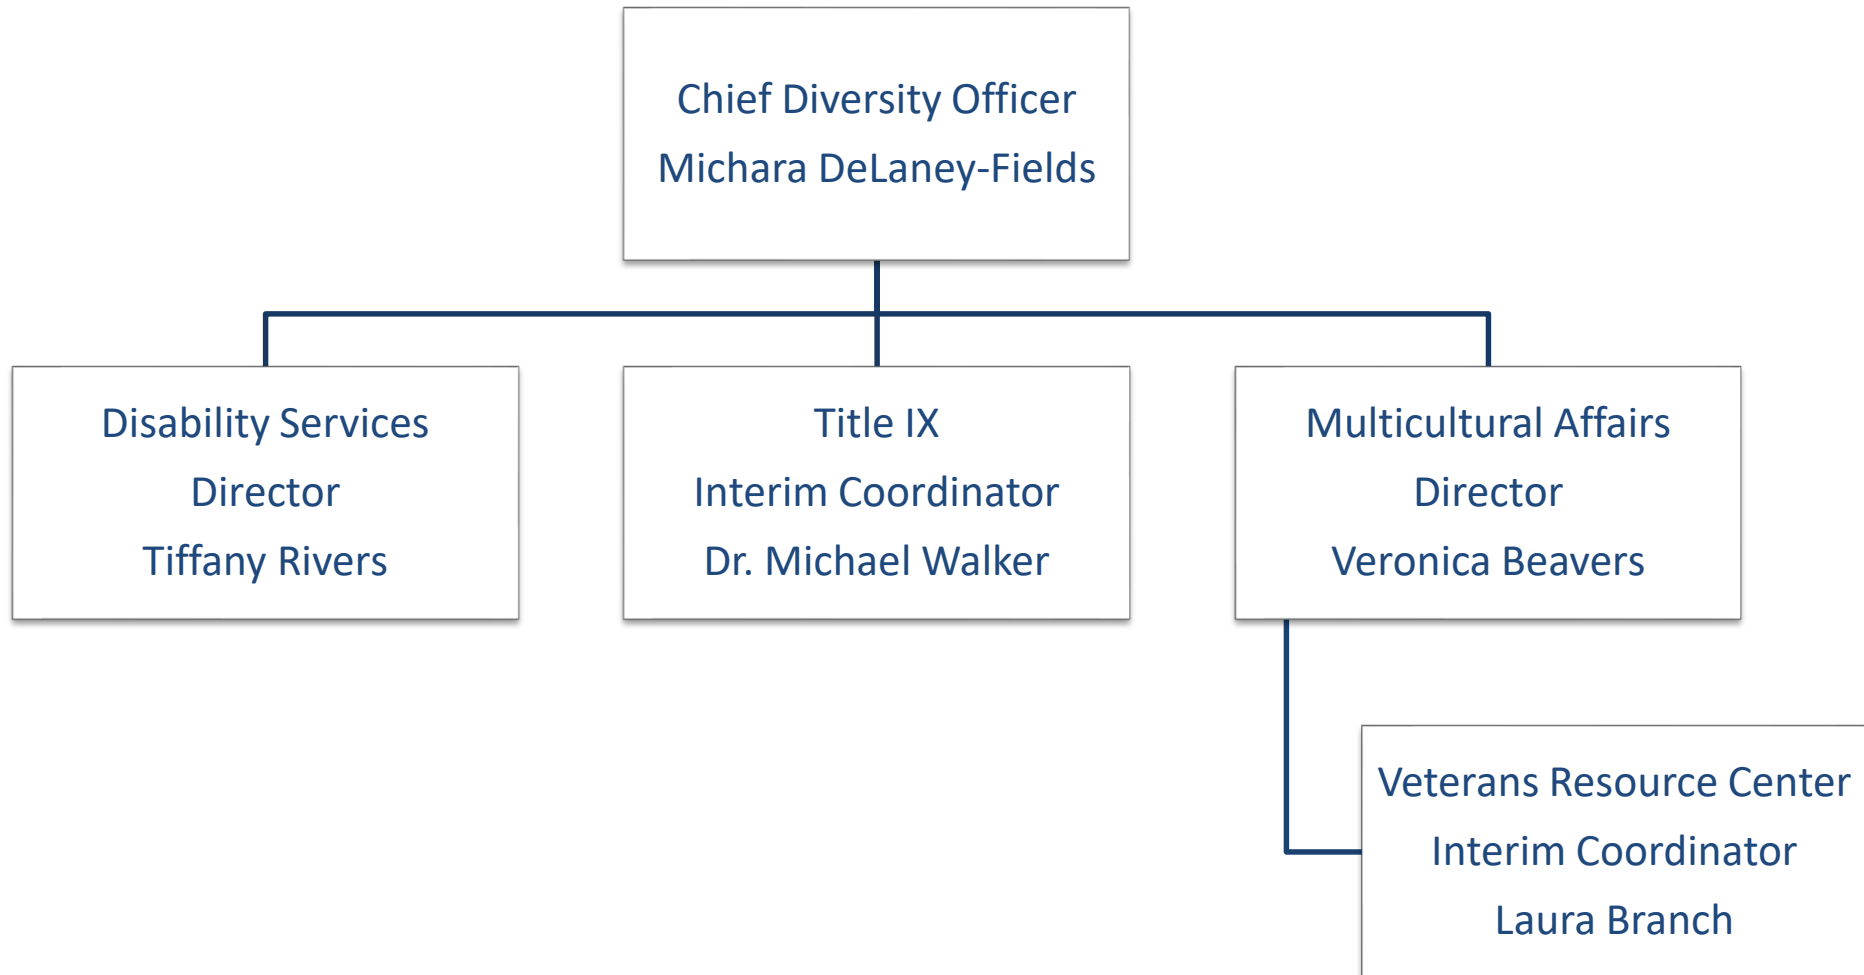 Chief Diversity Officer
Michara DeLaney-Fields
Disability Services
Director
Tiffany Rivers
Title IX
Interim Coordinator
Dr. Michael Walker
Multicultural Affairs
Director
Veronica Beavers
Veterans Resource Center
Interim Coordinator
Laura Branch